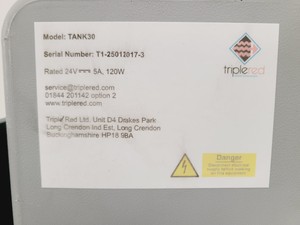 Model: TANK30
triplered
Serial Number: T1-25013017-3
Rated 24V 5A, 120W
service@triplered.com
01844 201142 option 2
www.triplered.com
Triple Red Ltd. Unit D4 Drakes Park
Long Crendon Ind Est, Long Crendon
Buckinghamshire HP18 9BA
Danger